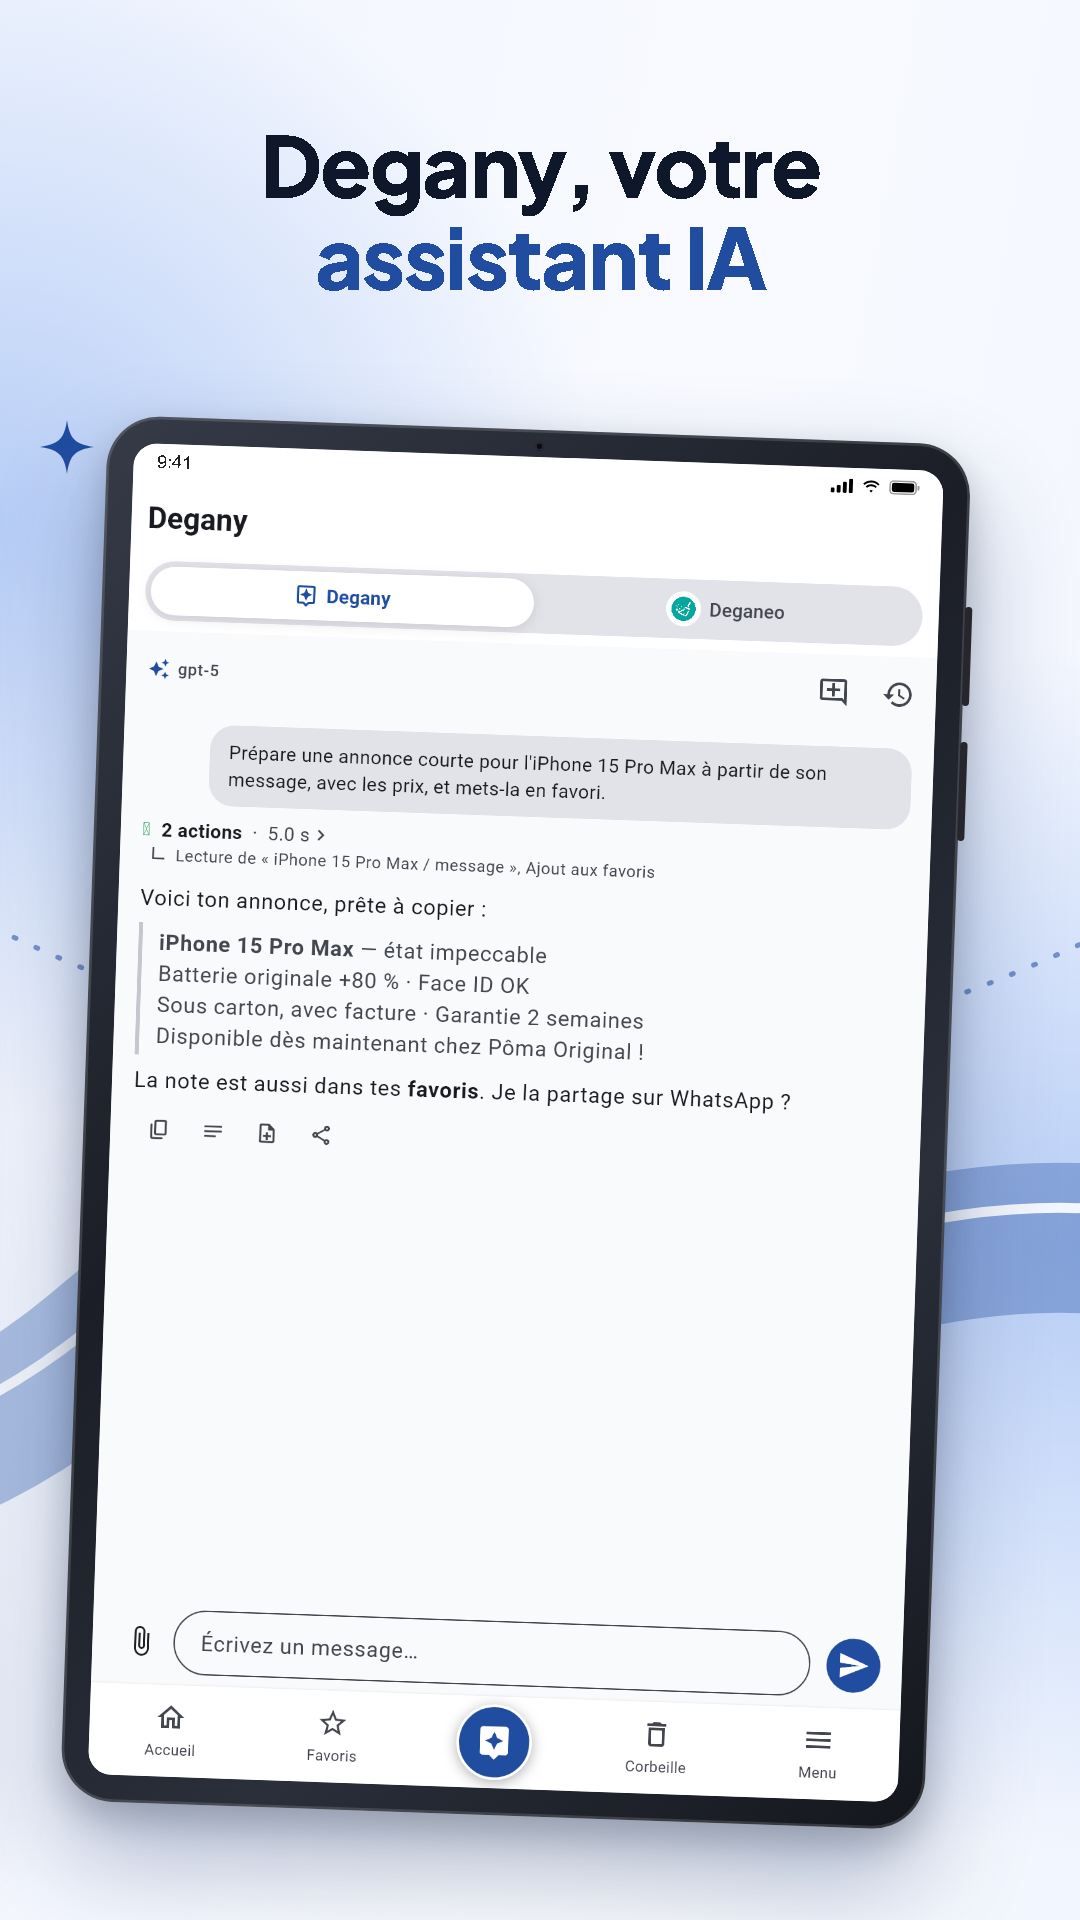 Degany, votre
assistant IA
9:41
Degany
Degany
Deganeo
gpt-5
Prépare une annonce courte pour l'iPhone 15 Pro Max à partir de son
message, avec les prix, et mets-la en favori.
2 actions · 5.0 s >
Lecture de « iPhone 15 Pro Max / message », Ajout aux favoris
Voici ton annonce, prête à copier :
iPhone 15 Pro Max — état impeccable
Batterie originale +80 % · Face ID OK
Sous carton, avec facture · Garantie 2 semaines
Disponible dès maintenant chez Pôma Original !
La note est aussi dans tes favoris. Je la partage sur WhatsApp ?
Écrivez un message…
Accueil
Favoris
Corbeille
Menu